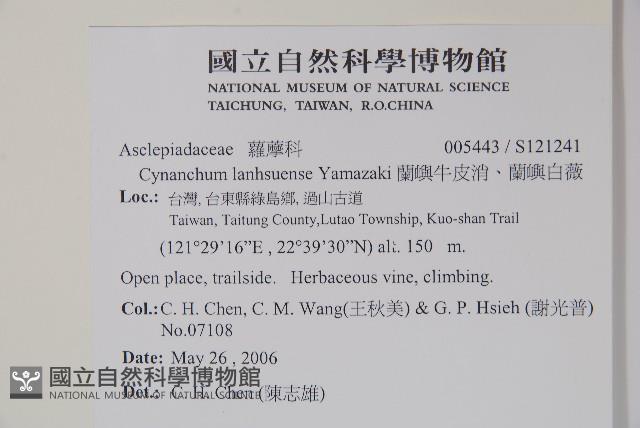 國立自然科學博物館
NATIONAL MUSEUM OF NATURAL SCIENCE
TAICHUNG, TAIWAN, R.O.CHINA
Asclepiadaceae 蘿藦科 005443 / S121241
Cynanchum lanhsuense Yamazaki 蘭嶼牛皮消、蘭嶼白薇
Loc.: 台灣, 台東縣綠島鄉, 過山古道
Taiwan, Taitung County,Lutao Township, Kuo-shan Trail
(121°29'16"E , 22°39'30"N) alt. 150 m.
Open place, trailside. Herbaceous vine, climbing.
Col.: C. H. Chen, C. M. Wang(王秋美) & G. P. Hsieh (謝光普)
No.07108
Date: May 26 , 2006
Det.: C. H. Chen (陳志雄)
國立自然科學博物館
NATIONAL MUSEUM OF NATURAL SCIENCE